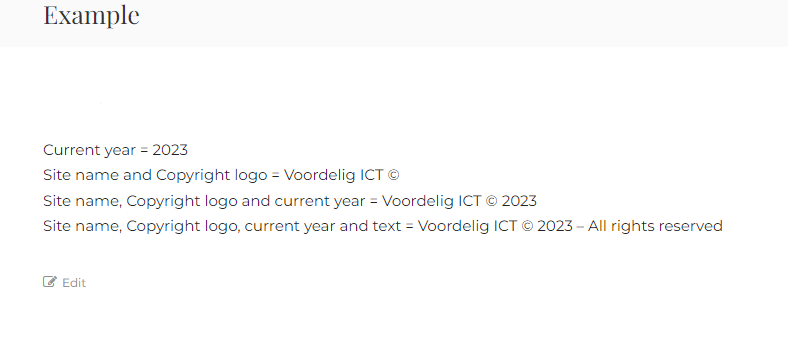 Example
Current year = 2023
Site name and Copyright logo = Voordelig ICT ©
Site name, Copyright logo and current year = Voordelig ICT © 2023
Site name, Copyright logo, current year and text = Voordelig ICT © 2023 – All rights reserved
Edit